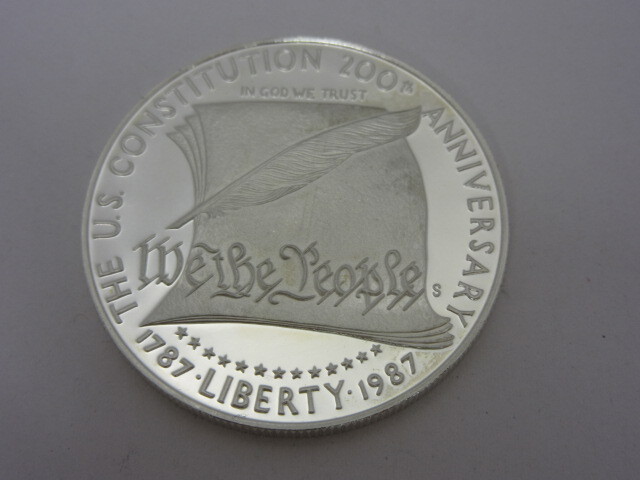 THE U.S. CONSTITUTION 200th ANNIVERSARY
IN GOD WE TRUST
We the People
S
1787 · LIBERTY · 1987